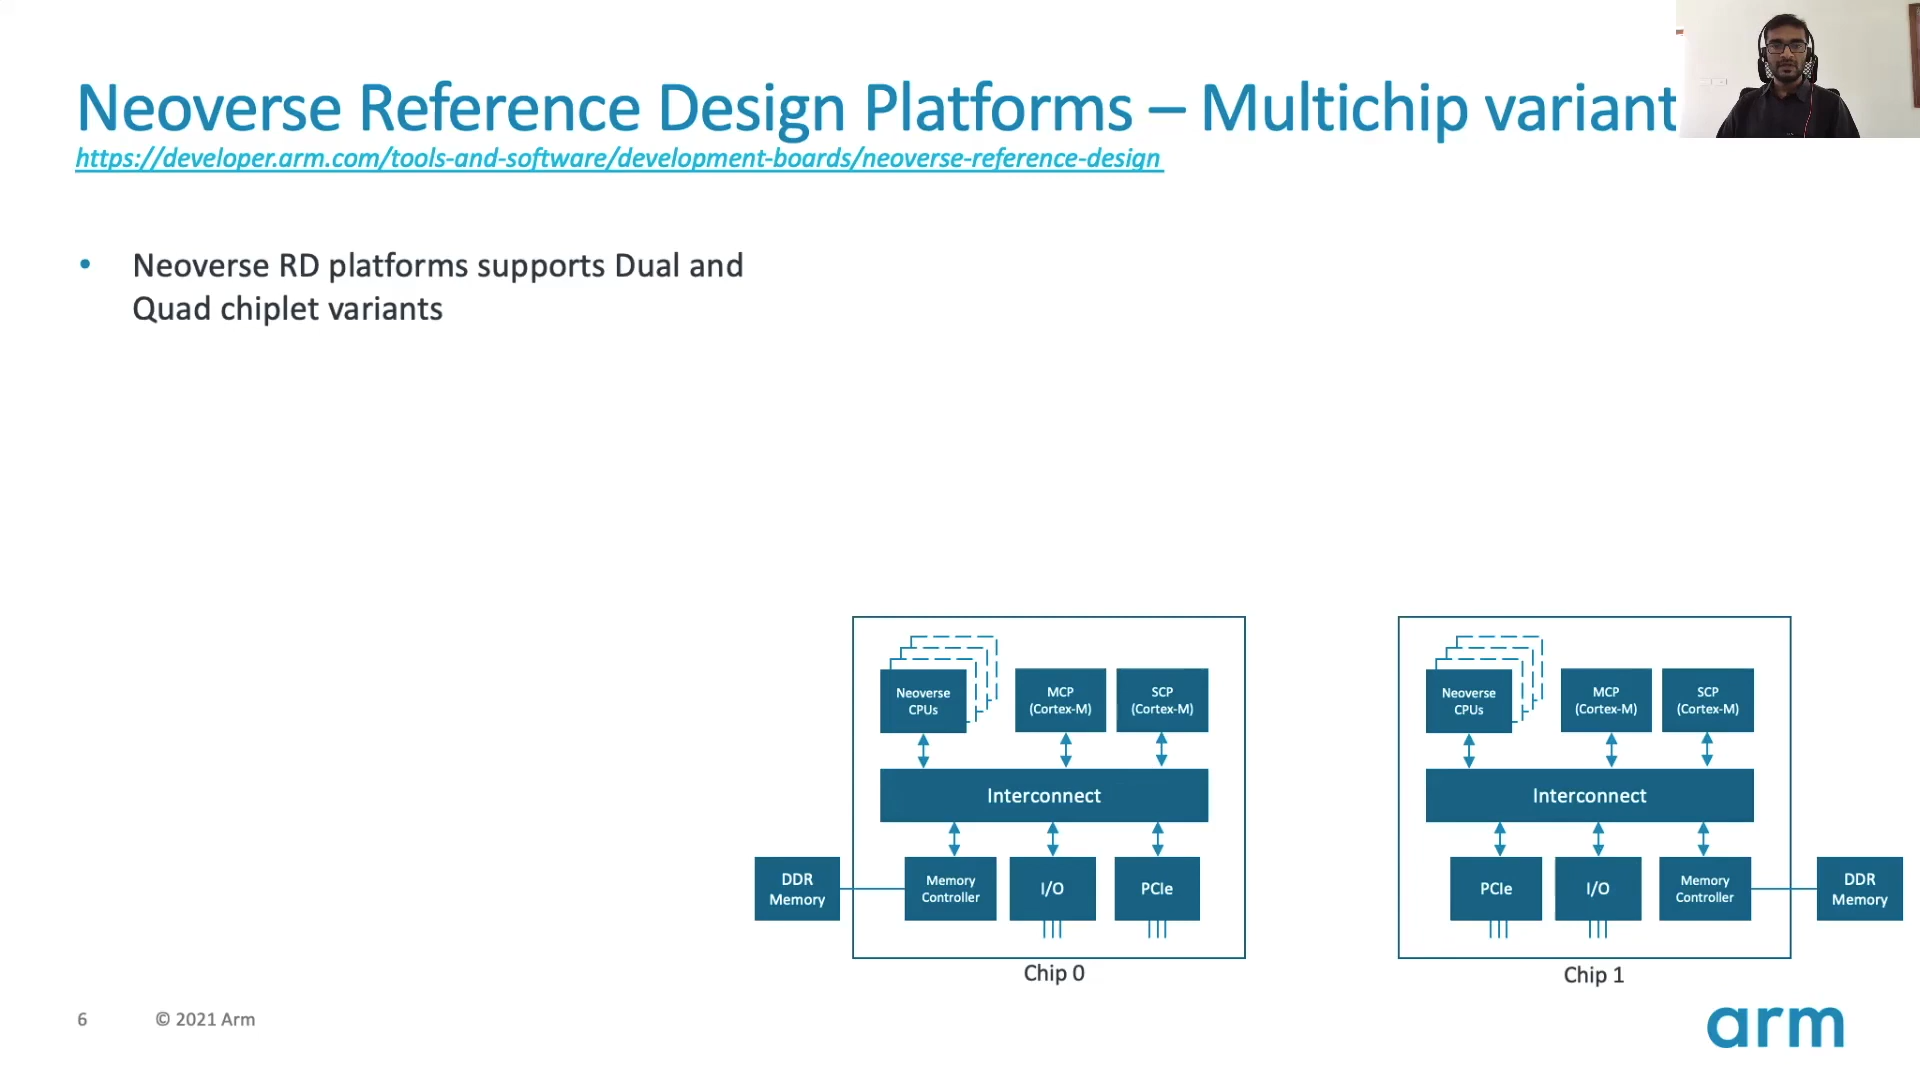 Neoverse Reference Design Platforms – Multichip variant
https://developer.arm.com/tools-and-software/development-boards/neoverse-reference-design
• Neoverse RD platforms supports Dual and
Quad chiplet variants
Neoverse
CPUs
MCP
(Cortex-M)
SCP
(Cortex-M)
Interconnect
DDR
Memory
Memory
Controller
I/O
PCIe
Chip 0
Neoverse
CPUs
MCP
(Cortex-M)
SCP
(Cortex-M)
Interconnect
PCIe
I/O
Memory
Controller
DDR
Memory
Chip 1
6
© 2021 Arm
arm